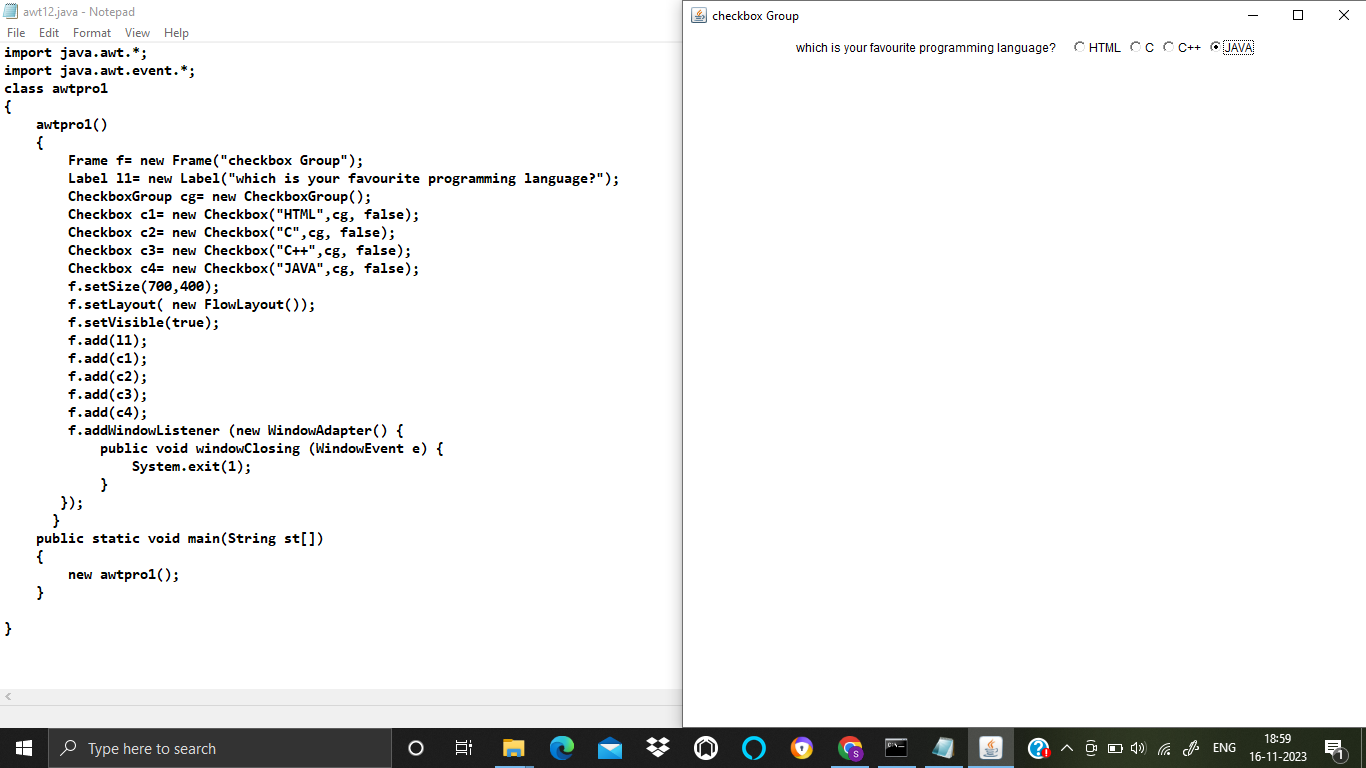 awt12.java - Notepad
File Edit Format View Help
import java.awt.*;
import java.awt.event.*;
class awtpro1
{
    awtpro1()
    {
        Frame f= new Frame("checkbox Group");
        Label l1= new Label("which is your favourite programming language?");
        CheckboxGroup cg= new CheckboxGroup();
        Checkbox c1= new Checkbox("HTML",cg, false);
        Checkbox c2= new Checkbox("C",cg, false);
        Checkbox c3= new Checkbox("C++",cg, false);
        Checkbox c4= new Checkbox("JAVA",cg, false);
        f.setSize(700,400);
        f.setLayout( new FlowLayout());
        f.setVisible(true);
        f.add(l1);
        f.add(c1);
        f.add(c2);
        f.add(c3);
        f.add(c4);
        f.addWindowListener (new WindowAdapter() {
            public void windowClosing (WindowEvent e) {
                System.exit(1);
            }
       });
      }
    public static void main(String st[])
    {
        new awtpro1();
    }
}
checkbox Group
which is your favourite programming language? HTML C C++ JAVA
Type here to search
S
C:\.
ENG
18:59
16-11-2023
1